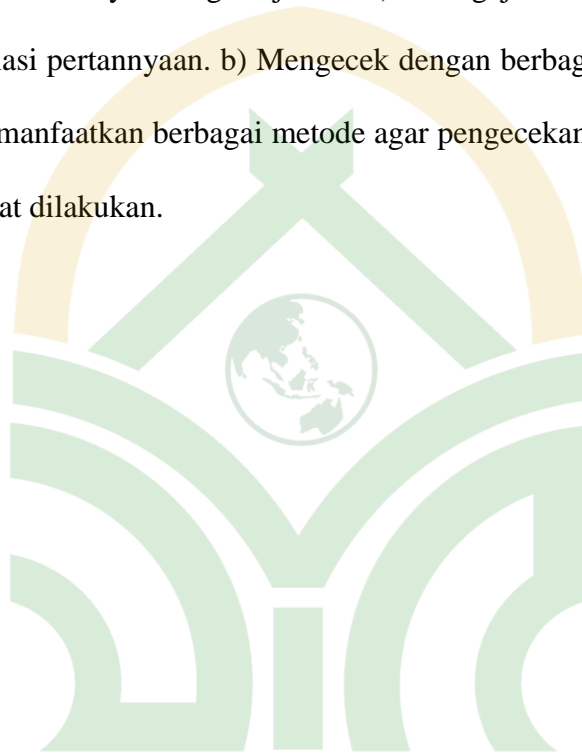 asi pertannyaan. b) Mengecek dengan berbag
manfaatkan berbagai metode agar pengecekan
at dilakukan.